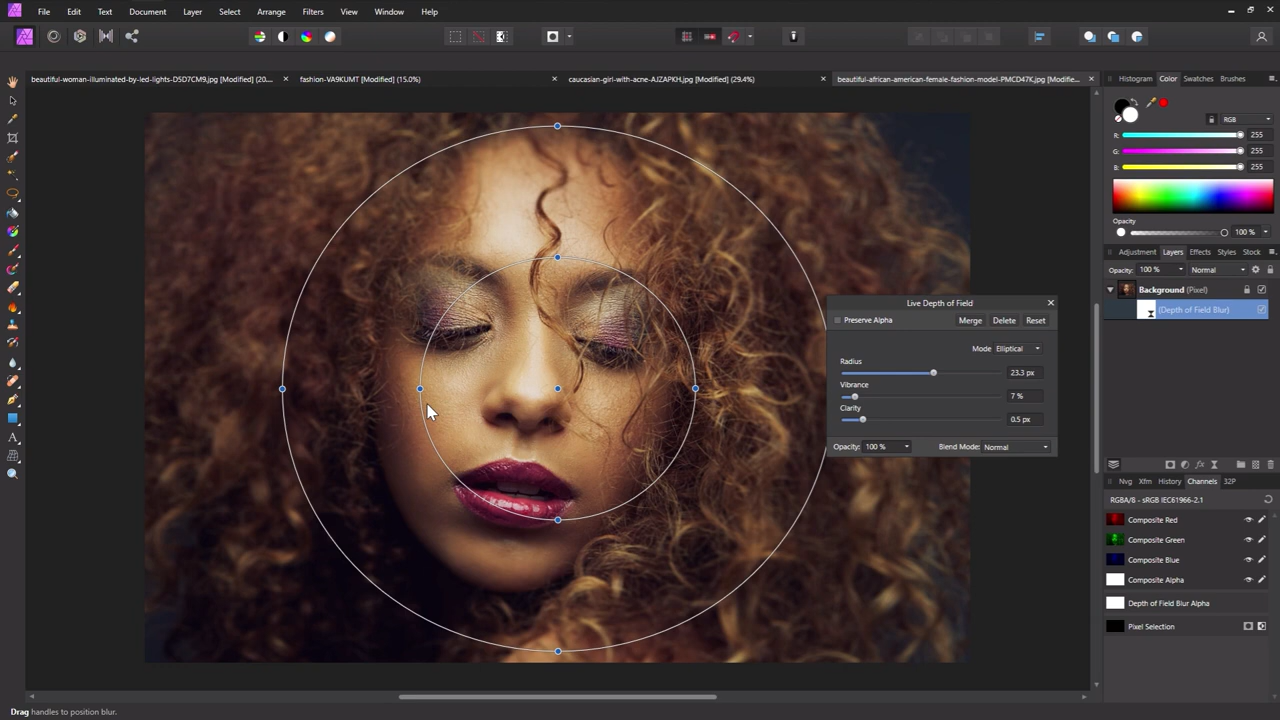 File Edit Text Document Layer Select Arrange Filters View Window Help
beautiful-woman-illuminated-by-led-lights-D5D7CM9.jpg [Modified] (20.... fashion-VA9KUMT [Modified] (15.0%) caucasian-girl-with-acne-AJZAPKH.jpg [Modified] (29.4%) beautiful-african-american-female-fashion-model-PMCD47K.jpg [Modifie...
Histogram Color Swatches Brushes
RGB
R: 255
G: 255
B: 255
Opacity
100 %
Adjustment Layers Effects Styles Stock
Opacity: 100 % Normal
Background (Pixel)
(Depth of Field Blur)
Live Depth of Field
Preserve Alpha Merge Delete Reset
Mode Elliptical
Radius
23.3 px
Vibrance
7 %
Clarity
0.5 px
Opacity: 100 % Blend Mode: Normal
Nvg Xfm History Channels 32P
RGBA/8 - sRGB IEC61966-2.1
Composite Red
Composite Green
Composite Blue
Composite Alpha
Depth of Field Blur Alpha
Pixel Selection
Drag handles to position blur.